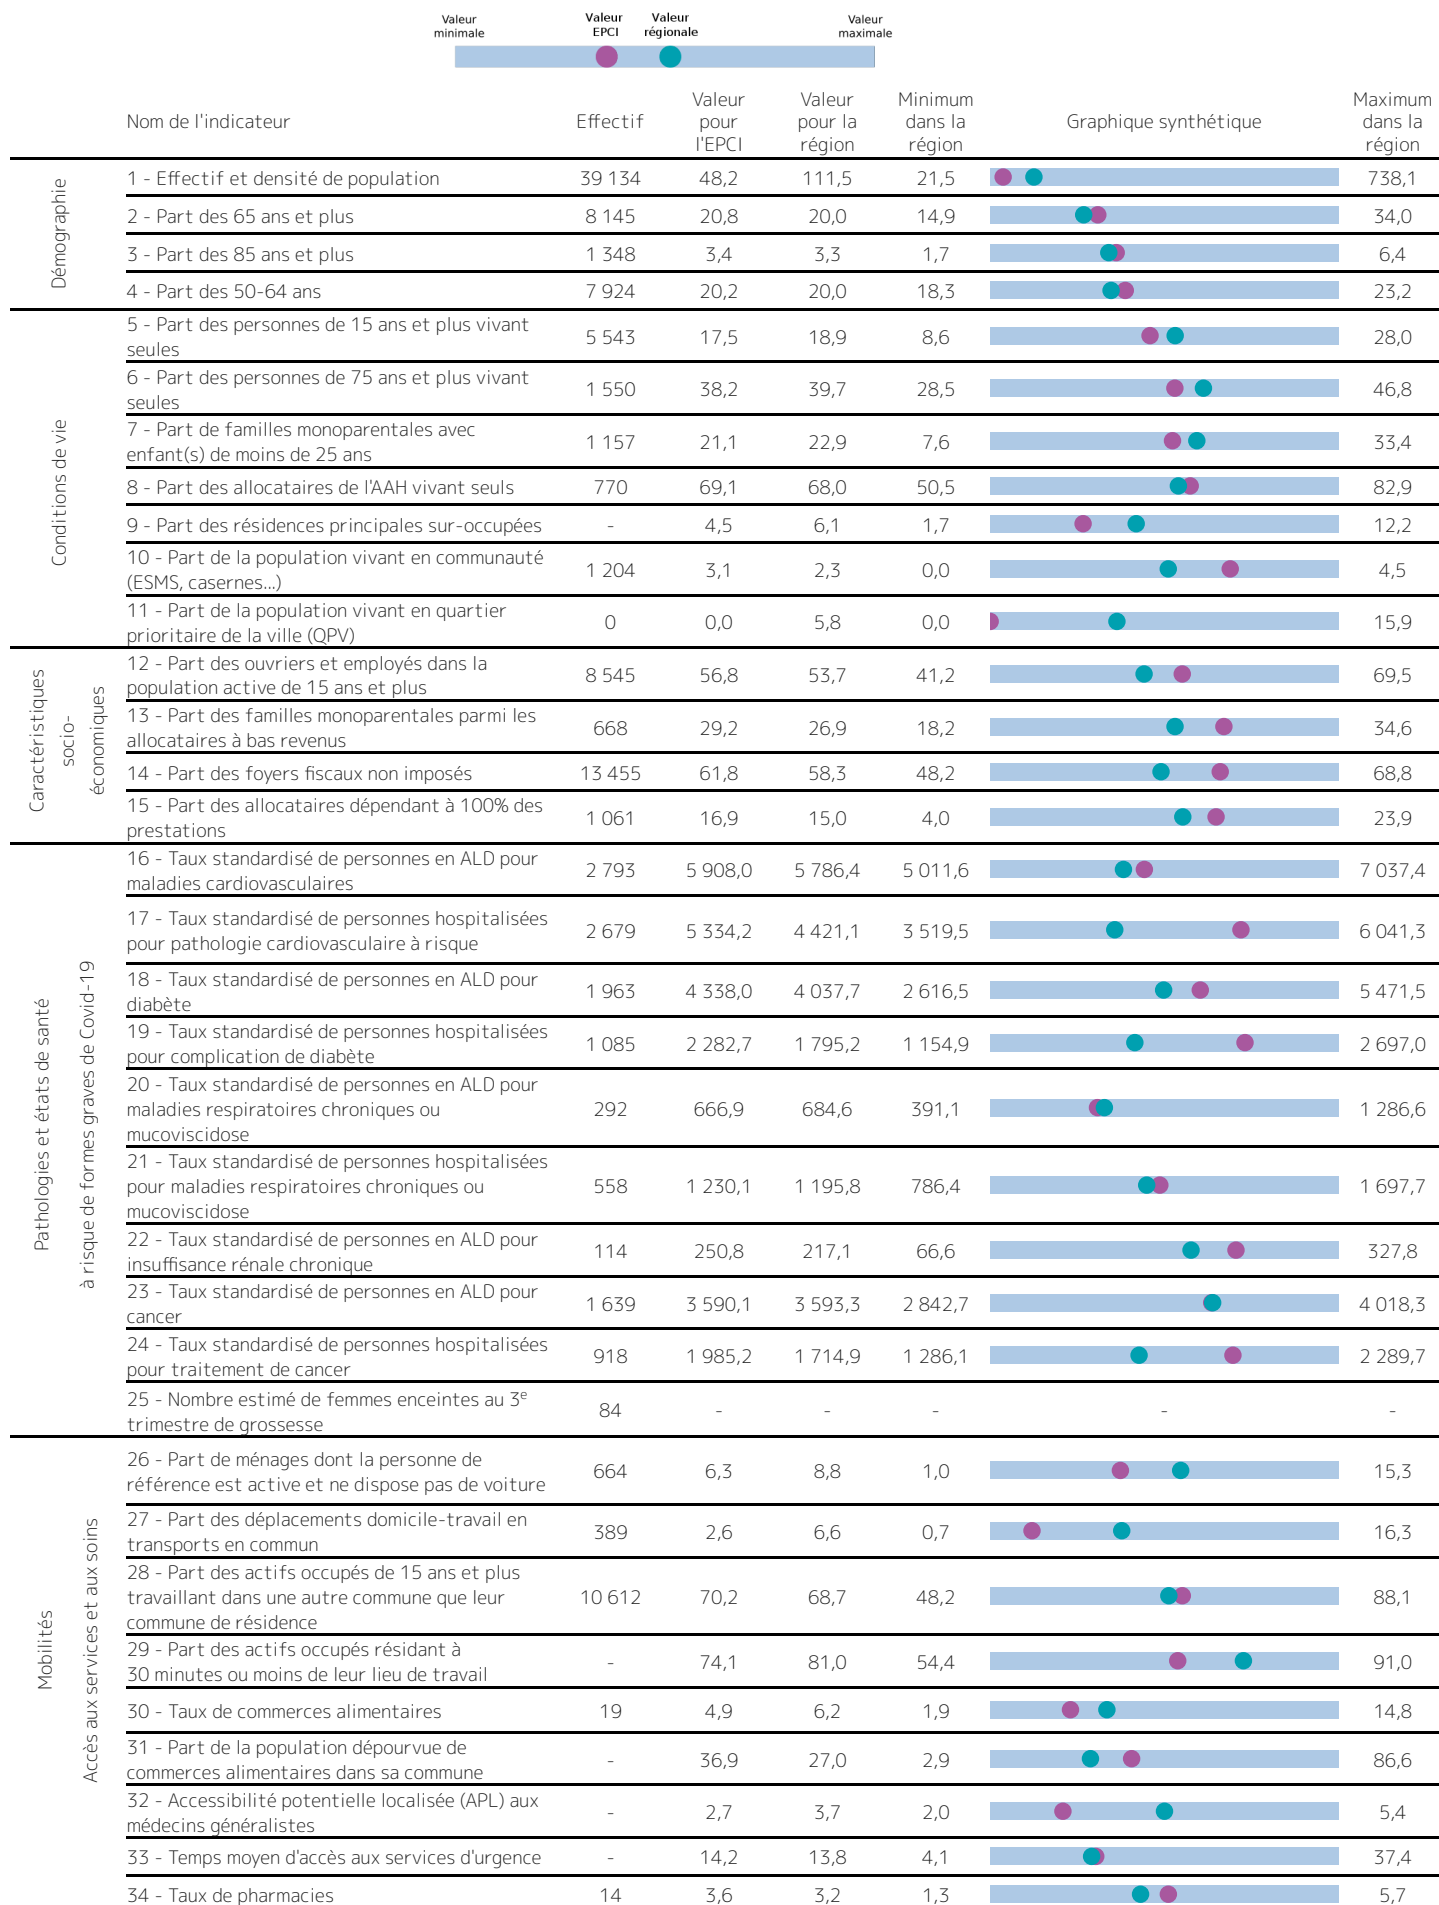 Valeur minimale
Valeur EPCI
Valeur régionale
Valeur maximale
Nom de l'indicateur
Effectif
Valeur pour l'EPCI
Valeur pour la région
Minimum dans la région
Graphique synthétique
Maximum dans la région
Démographie
1 - Effectif et densité de population 39 134 48,2 111,5 21,5 738,1
2 - Part des 65 ans et plus 8 145 20,8 20,0 14,9 34,0
3 - Part des 85 ans et plus 1 348 3,4 3,3 1,7 6,4
4 - Part des 50-64 ans 7 924 20,2 20,0 18,3 23,2
Conditions de vie
5 - Part des personnes de 15 ans et plus vivant
seules 5 543 17,5 18,9 8,6 28,0
6 - Part des personnes de 75 ans et plus vivant
seules 1 550 38,2 39,7 28,5 46,8
7 - Part de familles monoparentales avec
enfant(s) de moins de 25 ans 1 157 21,1 22,9 7,6 33,4
8 - Part des allocataires de l'AAH vivant seuls 770 69,1 68,0 50,5 82,9
9 - Part des résidences principales sur-occupées - 4,5 6,1 1,7 12,2
10 - Part de la population vivant en communauté
(ESMS, casernes...) 1 204 3,1 2,3 0,0 4,5
11 - Part de la population vivant en quartier
prioritaire de la ville (QPV) 0 0,0 5,8 0,0 15,9
Caractéristiques
socio-
économiques
12 - Part des ouvriers et employés dans la
population active de 15 ans et plus 8 545 56,8 53,7 41,2 69,5
13 - Part des familles monoparentales parmi les
allocataires à bas revenus 668 29,2 26,9 18,2 34,6
14 - Part des foyers fiscaux non imposés 13 455 61,8 58,3 48,2 68,8
15 - Part des allocataires dépendant à 100% des
prestations 1 061 16,9 15,0 4,0 23,9
Pathologies et états de santé
à risque de formes graves de Covid-19
16 - Taux standardisé de personnes en ALD pour
maladies cardiovasculaires 2 793 5 908,0 5 786,4 5 011,6 7 037,4
17 - Taux standardisé de personnes hospitalisées
pour pathologie cardiovasculaire à risque 2 679 5 334,2 4 421,1 3 519,5 6 041,3
18 - Taux standardisé de personnes en ALD pour
diabète 1 963 4 338,0 4 037,7 2 616,5 5 471,5
19 - Taux standardisé de personnes hospitalisées
pour complication de diabète 1 085 2 282,7 1 795,2 1 154,9 2 697,0
20 - Taux standardisé de personnes en ALD pour
maladies respiratoires chroniques ou
mucoviscidose 292 666,9 684,6 391,1 1 286,6
21 - Taux standardisé de personnes hospitalisées
pour maladies respiratoires chroniques ou
mucoviscidose 558 1 230,1 1 195,8 786,4 1 697,7
22 - Taux standardisé de personnes en ALD pour
insuffisance rénale chronique 114 250,8 217,1 66,6 327,8
23 - Taux standardisé de personnes en ALD pour
cancer 1 639 3 590,1 3 593,3 2 842,7 4 018,3
24 - Taux standardisé de personnes hospitalisées
pour traitement de cancer 918 1 985,2 1 714,9 1 286,1 2 289,7
25 - Nombre estimé de femmes enceintes au 3e
trimestre de grossesse 84 - - - - -
Mobilités
Accès aux services et aux soins
26 - Part de ménages dont la personne de
référence est active et ne dispose pas de voiture 664 6,3 8,8 1,0 15,3
27 - Part des déplacements domicile-travail en
transports en commun 389 2,6 6,6 0,7 16,3
28 - Part des actifs occupés de 15 ans et plus
travaillant dans une autre commune que leur
commune de résidence 10 612 70,2 68,7 48,2 88,1
29 - Part des actifs occupés résidant à
30 minutes ou moins de leur lieu de travail - 74,1 81,0 54,4 91,0
30 - Taux de commerces alimentaires 19 4,9 6,2 1,9 14,8
31 - Part de la population dépourvue de
commerces alimentaires dans sa commune - 36,9 27,0 2,9 86,6
32 - Accessibilité potentielle localisée (APL) aux
médecins généralistes - 2,7 3,7 2,0 5,4
33 - Temps moyen d'accès aux services d'urgence - 14,2 13,8 4,1 37,4
34 - Taux de pharmacies 14 3,6 3,2 1,3 5,7